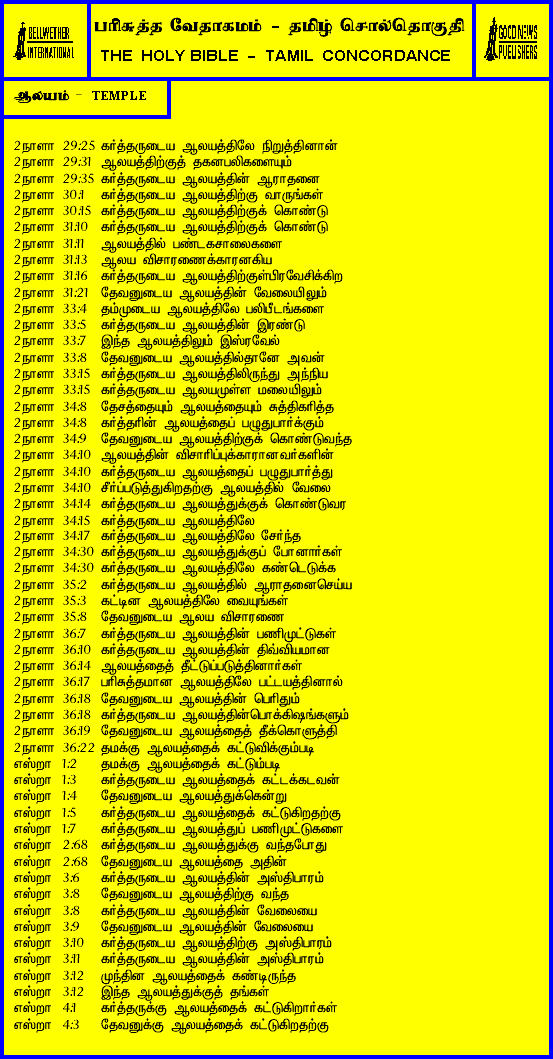 BELLWETHER
INTERNATIONAL
பரிசுத்த வேதாகமம் - தமிழ் சொல்தொகுதி
THE HOLY BIBLE - TAMIL CONCORDANCE
GOOD NEWS
PUBLISHERS
ஆலயம் - TEMPLE
2நாளா 29:25 கர்த்தருடைய ஆலயத்திலே நிறுத்தினான்
2நாளா 29:31 ஆலயத்திற்குத் தகனபலிகளையும்
2நாளா 29:35 கர்த்தருடைய ஆலயத்தின் ஆராதனை
2நாளா 30:1 கர்த்தருடைய ஆலயத்திற்கு வாருங்கள்
2நாளா 30:15 கர்த்தருடைய ஆலயத்திற்குக் கொண்டு
2நாளா 31:10 கர்த்தருடைய ஆலயத்திற்குக் கொண்டு
2நாளா 31:11 ஆலயத்தில் பண்டகசாலைகளை
2நாளா 31:13 ஆலய விசாரணைக்காரனகிய
2நாளா 31:16 கர்த்தருடைய ஆலயத்திற்குள்பிரவேசிக்கிற
2நாளா 31:21 தேவனுடைய ஆலயத்தின் வேலையிலும்
2நாளா 33:4 தம்முடைய ஆலயத்திலே பலிபீடங்களை
2நாளா 33:5 கர்த்தருடைய ஆலயத்தின் இரண்டு
2நாளா 33:7 இந்த ஆலயத்திலும் இஸ்ரவேல்
2நாளா 33:8 தேவனுடைய ஆலயத்தில்தானே அவன்
2நாளா 33:15 கர்த்தருடைய ஆலயத்திலிருந்து அந்நிய
2நாளா 33:15 கர்த்தருடைய ஆலயமுள்ள மலையிலும்
2நாளா 34:8 தேசத்தையும் ஆலயத்தையும் சுத்திகரித்த
2நாளா 34:8 கர்த்தரின் ஆலயத்தைப் பழுதுபார்க்கும்
2நாளா 34:9 தேவனுடைய ஆலயத்திற்குக் கொண்டுவந்த
2நாளா 34:10 ஆலயத்தின் விசாரிப்புக்காரானவர்களின்
2நாளா 34:10 கர்த்தருடைய ஆலயத்தைப் பழுதுபார்த்து
2நாளா 34:10 சீர்ப்படுத்துகிறதற்கு ஆலயத்தில் வேலை
2நாளா 34:14 கர்த்தருடைய ஆலயத்துக்குக் கொண்டுவர
2நாளா 34:15 கர்த்தருடைய ஆலயத்திலே
2நாளா 34:17 கர்த்தருடைய ஆலயத்திலே சேர்ந்த
2நாளா 34:30 கர்த்தருடைய ஆலயத்துக்குப் போனார்கள்
2நாளா 34:30 கர்த்தருடைய ஆலயத்திலே கண்டெடுக்க
2நாளா 35:2 கர்த்தருடைய ஆலயத்தில் ஆராதனைசெய்ய
2நாளா 35:3 கட்டின ஆலயத்திலே வையுங்கள்
2நாளா 35:8 தேவனுடைய ஆலய விசாரணை
2நாளா 36:7 கர்த்தருடைய ஆலயத்தின் பணிமுட்டுகள்
2நாளா 36:10 கர்த்தருடைய ஆலயத்தின் திவ்வியமான
2நாளா 36:14 ஆலயத்தைத் தீட்டுப்படுத்தினார்கள்
2நாளா 36:17 பரிசுத்தமான ஆலயத்திலே பட்டயத்தினால்
2நாளா 36:18 தேவனுடைய ஆலயத்தின் பெரிதும்
2நாளா 36:18 கர்த்தருடைய ஆலயத்தின்பொக்கிஷங்களும்
2நாளா 36:19 தேவனுடைய ஆலயத்தைத் தீக்கொளுத்தி
2நாளா 36:22 தமக்கு ஆலயத்தைக் கட்டுவிக்கும்படி
எஸ்றா 1:2 தமக்கு ஆலயத்தைக் கட்டும்படி
எஸ்றா 1:3 கர்த்தருடைய ஆலயத்தைக் கட்டக்கடவன்
எஸ்றா 1:4 தேவனுடைய ஆலயத்துக்கென்று
எஸ்றா 1:5 கர்த்தருடைய ஆலயத்தைக் கட்டுகிறதற்கு
எஸ்றா 1:7 கர்த்தருடைய ஆலயத்துப் பணிமுட்டுகளை
எஸ்றா 2:68 கர்த்தருடைய ஆலயத்துக்கு வந்தபோது
எஸ்றா 2:68 தேவனுடைய ஆலயத்தை அதின்
எஸ்றா 3:6 கர்த்தருடைய ஆலயத்தின் அஸ்திபாரம்
எஸ்றா 3:8 தேவனுடைய ஆலயத்திற்கு வந்த
எஸ்றா 3:8 கர்த்தருடைய ஆலயத்தின் வேலையை
எஸ்றா 3:9 தேவனுடைய ஆலயத்தின் வேலையை
எஸ்றா 3:10 கர்த்தருடைய ஆலயத்திற்கு அஸ்திபாரம்
எஸ்றா 3:11 கர்த்தருடைய ஆலயத்தின் அஸ்திபாரம்
எஸ்றா 3:12 முந்தின ஆலயத்தைக் கண்டிருந்த
எஸ்றா 3:12 இந்த ஆலயத்துக்குத் தங்கள்
எஸ்றா 4:1 கர்த்தருக்கு ஆலயத்தைக் கட்டுகிறார்கள்
எஸ்றா 4:3 தேவனுக்கு ஆலயத்தைக் கட்டுகிறதற்கு